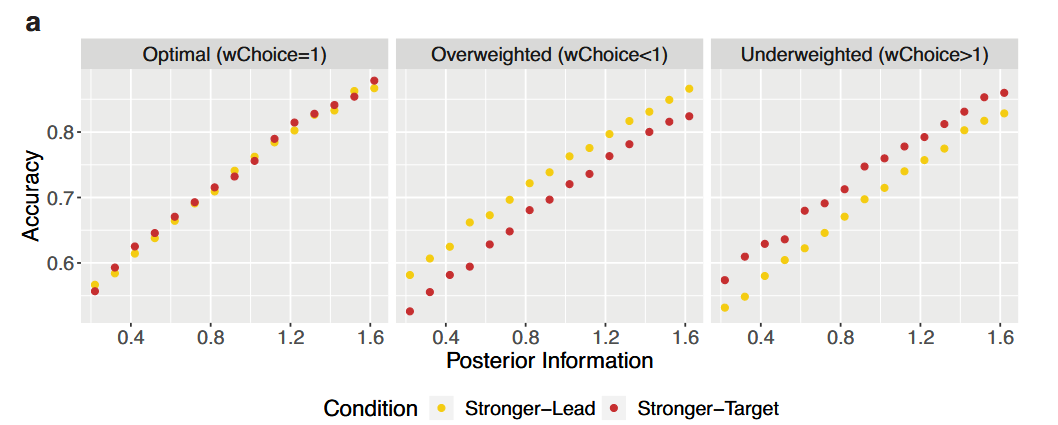 a
Optimal (wChoice=1)
Overweighted (wChoice<1)
Underweighted (wChoice>1)
Accuracy
0.8
0.7
0.6
0.4 0.8 1.2 1.6
0.4 0.8 1.2 1.6
0.4 0.8 1.2 1.6
Posterior Information
Condition Stronger−Lead Stronger−Target